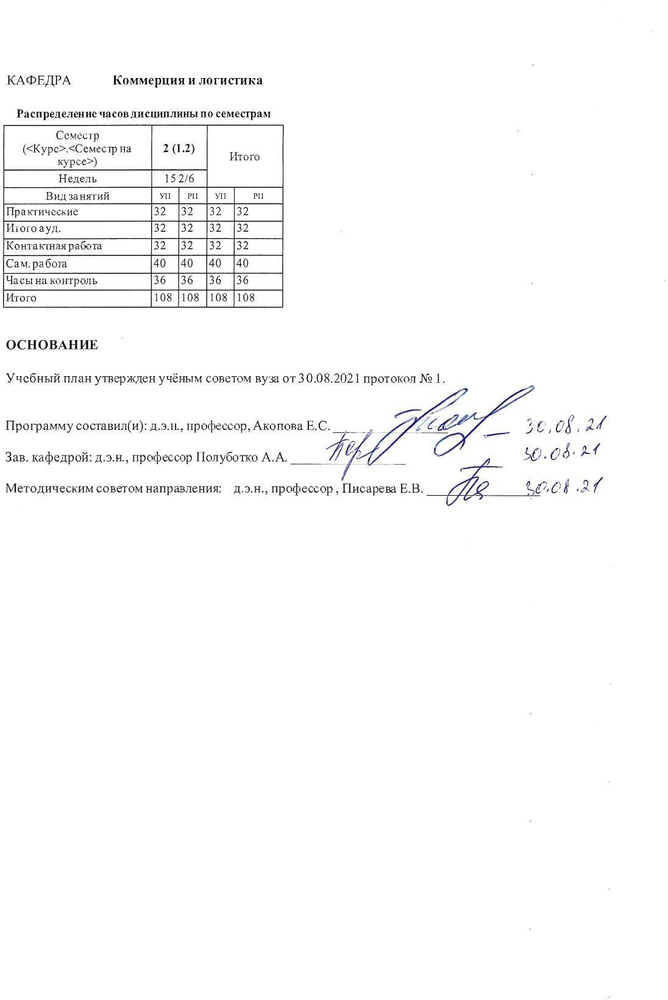 КАФЕДРА Коммерция и логистика
Распределение часов дисциплины по семестрам
Семестр
(<Курс>.<Семестр на
курсе>) 2 (1.2) Итого
Недель 15 2/6
Вид занятий УП РП УП РП
Практические 32 32 32 32
Итого ауд. 32 32 32 32
Контактная работа 32 32 32 32
Сам. работа 40 40 40 40
Часы на контроль 36 36 36 36
Итого 108 108 108 108
ОСНОВАНИЕ
Учебный план утвержден учёным советом вуза от 30.08.2021 протокол № 1.
Программу составил(и): д.э.н., профессор, Акопова Е.С. 30.08.21
Зав. кафедрой: д.э.н., профессор Полуботко А.А. 30.08.21
Методическим советом направления: д.э.н., профессор , Писарева Е.В. 30.08.21